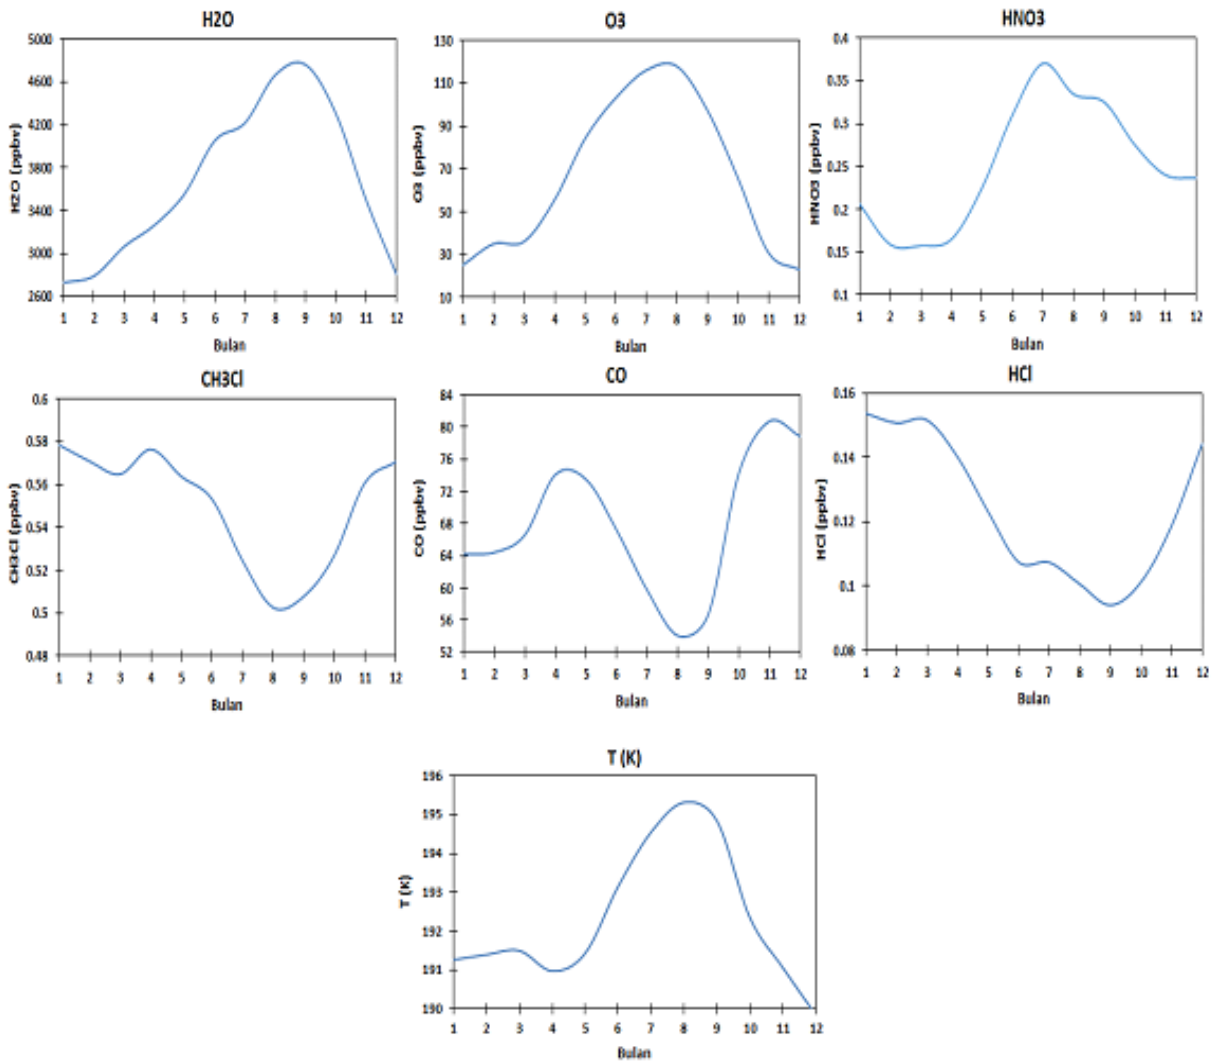 H2O
5000
4600
4200
3800
3400
3000
2600
H2O (ppbv)
1 2 3 4 5 6 7 8 9 10 11 12
Bulan
O3
130
110
90
70
50
30
10
O3 (ppbv)
1 2 3 4 5 6 7 8 9 10 11 12
Bulan
HNO3
0.4
0.35
0.3
0.25
0.2
0.15
0.1
HNO3 (ppbv)
1 2 3 4 5 6 7 8 9 10 11 12
Bulan
CH3Cl
0.6
0.58
0.56
0.54
0.52
0.5
0.48
CH3Cl (ppbv)
1 2 3 4 5 6 7 8 9 10 11 12
Bulan
CO
84
80
76
72
68
64
60
56
52
CO (ppbv)
1 2 3 4 5 6 7 8 9 10 11 12
Bulan
HCl
0.16
0.14
0.12
0.1
0.08
HCl (ppbv)
1 2 3 4 5 6 7 8 9 10 11 12
Bulan
T (K)
196
195
194
193
192
191
190
T (K)
1 2 3 4 5 6 7 8 9 10 11 12
Bulan